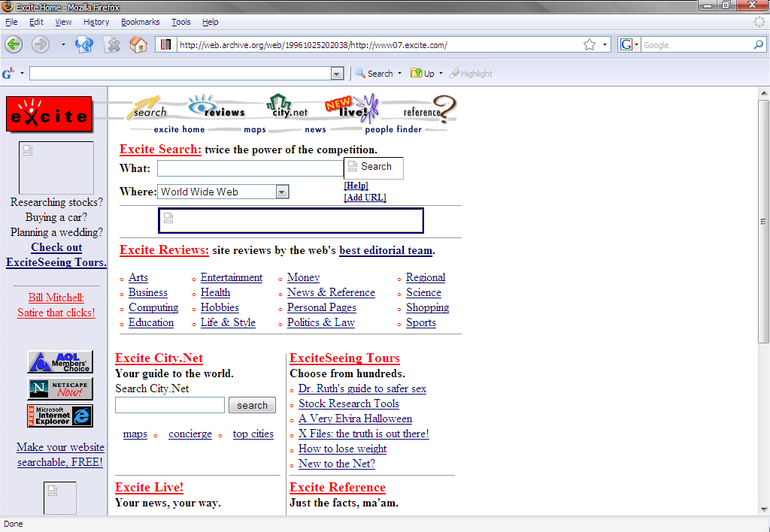 Excite Home - Mozilla Firefox
File Edit View History Bookmarks Tools Help
http://web.archive.org/web/19961025202038/http://www07.excite.com/
Google
Search Up Highlight
excite
search reviews city.net NEW live! reference
excite home maps news people finder
Excite Search: twice the power of the competition.
What: Search
[Help]
Where: World Wide Web
[Add URL]
Researching stocks?
Buying a car?
Planning a wedding?
Check out
ExciteSeeing Tours.
Bill Mitchell:
Satire that clicks!
AOL Members' Choice
NETSCAPE Now!
FREE Microsoft Internet Explorer
Make your website
searchable, FREE!
Excite Reviews: site reviews by the web's best editorial team.
Arts Entertainment Money Regional
Business Health News & Reference Science
Computing Hobbies Personal Pages Shopping
Education Life & Style Politics & Law Sports
Excite City.Net
Your guide to the world.
Search City.Net
search
maps concierge top cities
ExciteSeeing Tours
Choose from hundreds.
Dr. Ruth's guide to safer sex
Stock Research Tools
A Very Elvira Halloween
X Files: the truth is out there!
How to lose weight
New to the Net?
Excite Live!
Your news, your way.
Excite Reference
Just the facts, ma'am.
Done